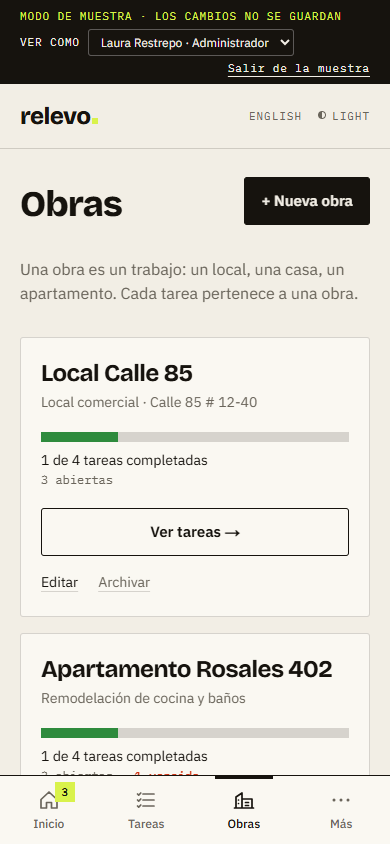 MODO DE MUESTRA · LOS CAMBIOS NO SE GUARDAN
VER COMO Laura Restrepo · Administrador
Salir de la muestra
relevo.
ENGLISH LIGHT
Obras
+ Nueva obra
Una obra es un trabajo: un local, una casa, un
apartamento. Cada tarea pertenece a una obra.
Local Calle 85
Local comercial · Calle 85 # 12-40
1 de 4 tareas completadas
3 abiertas
Ver tareas →
Editar Archivar
Apartamento Rosales 402
Remodelación de cocina y baños
1 de 4 tareas completadas
3
Inicio Tareas Obras Más